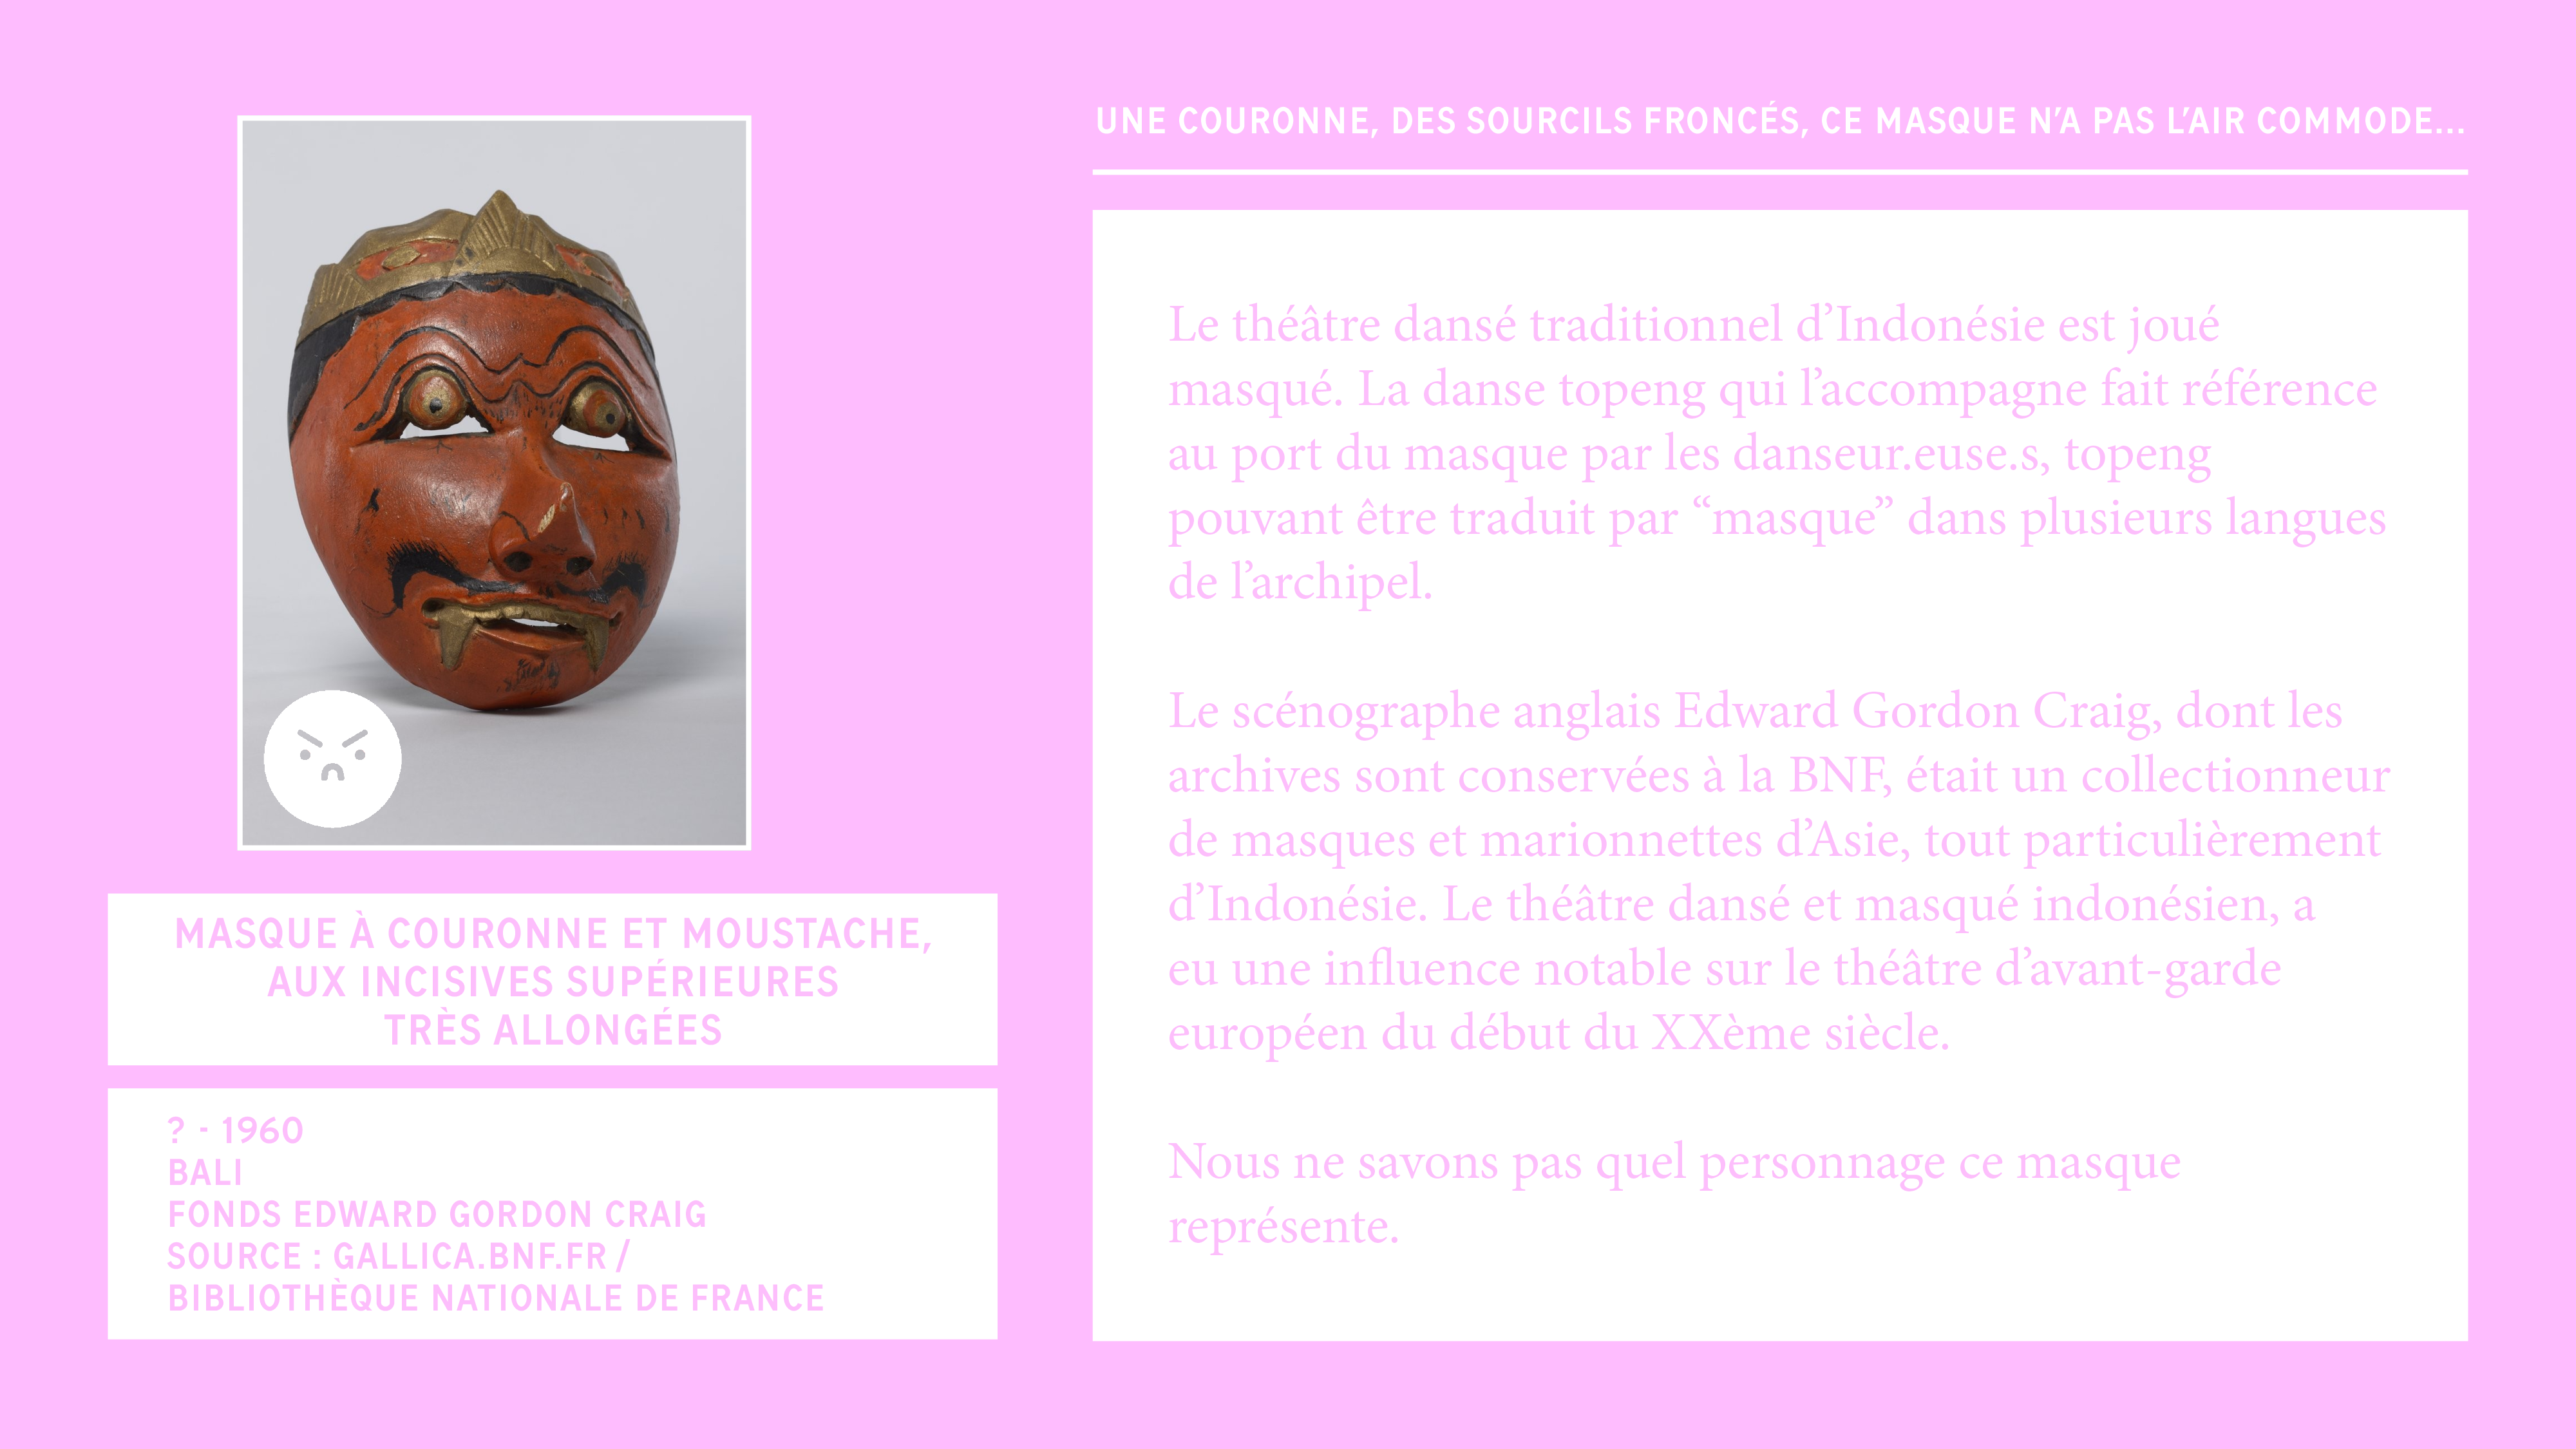 UNE COURONNE, DES SOURCILS FRONCÉS, CE MASQUE N’A PAS L’AIR COMMODE...
MASQUE À COURONNE ET MOUSTACHE,
AUX INCISIVES SUPÉRIEURES
TRÈS ALLONGÉES
? - 1960
BALI
FONDS EDWARD GORDON CRAIG
SOURCE : GALLICA.BNF.FR /
BIBLIOTHÈQUE NATIONALE DE FRANCE
Le théâtre dansé traditionnel d’Indonésie est joué
masqué. La danse topeng qui l’accompagne fait référence
au port du masque par les danseur.euse.s, topeng
pouvant être traduit par “masque” dans plusieurs langues
de l’archipel.
Le scénographe anglais Edward Gordon Craig, dont les
archives sont conservées à la BNF, était un collectionneur
de masques et marionnettes d’Asie, tout particulièrement
d’Indonésie. Le théâtre dansé et masqué indonésien, a
eu une influence notable sur le théâtre d’avant-garde
européen du début du XXème siècle.
Nous ne savons pas quel personnage ce masque
représente.